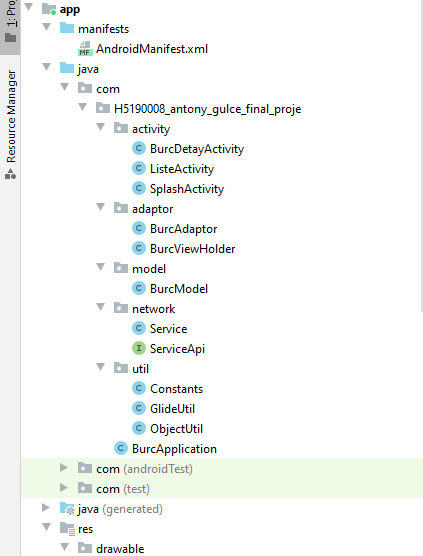 1: Proj
Resource Manager
app
manifests
MF AndroidManifest.xml
java
com
H5190008_antony_gulce_final_proje
activity
C BurcDetayActivity
C ListeActivity
C SplashActivity
adaptor
C BurcAdaptor
C BurcViewHolder
model
C BurcModel
network
C Service
I ServiceApi
util
C Constants
C GlideUtil
C ObjectUtil
C BurcApplication
com (androidTest)
com (test)
java (generated)
res
drawable